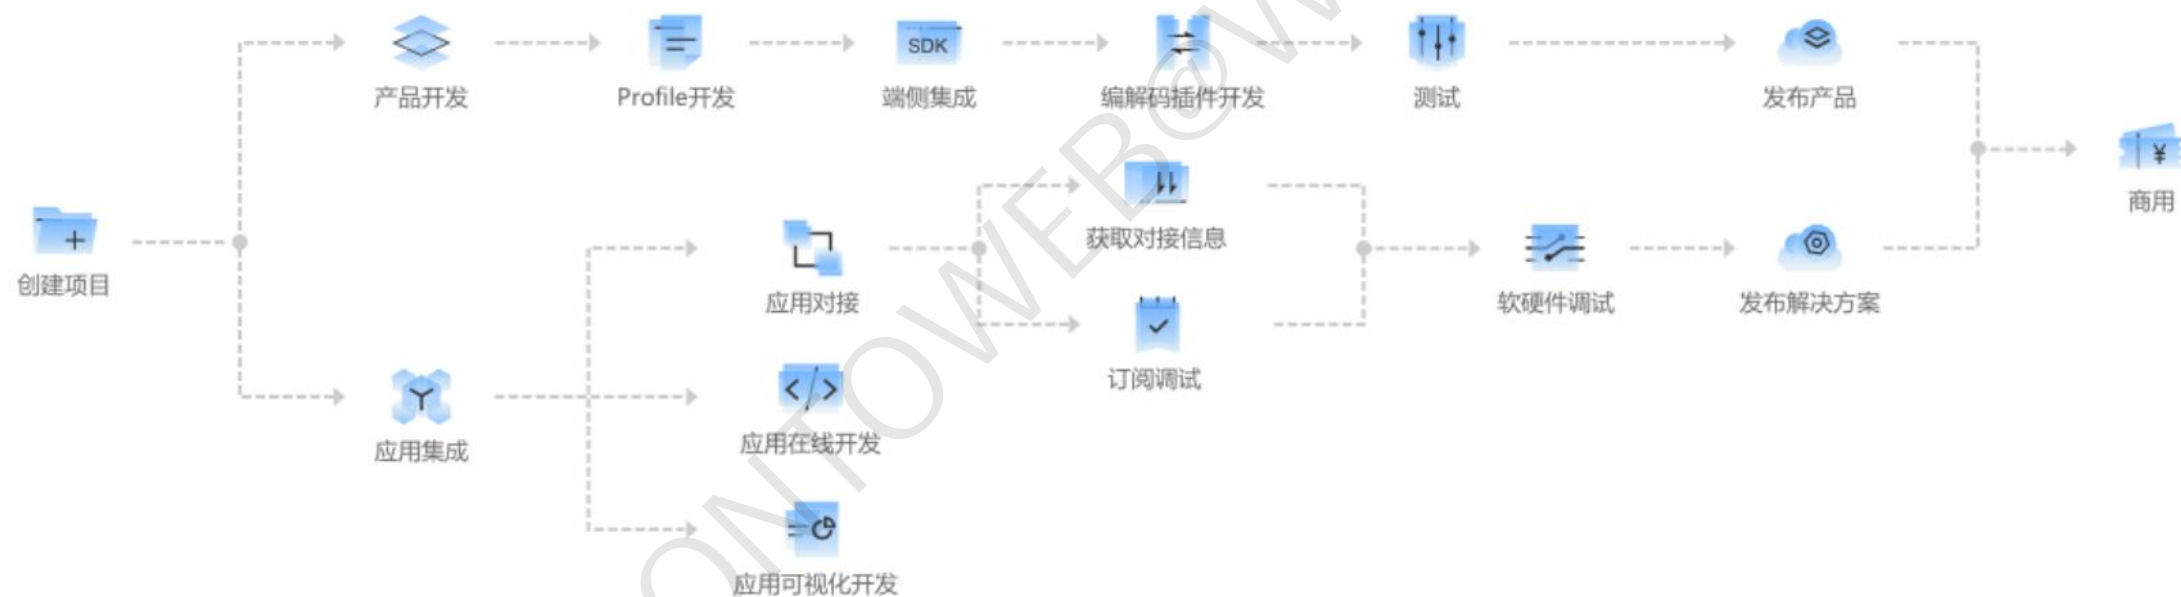 SDK
产品开发
Profile开发
端侧集成
编解码插件开发
测试
发布产品
¥
商用
创建项目
获取对接信息
应用对接
软硬件调试
发布解决方案
订阅调试
应用集成
</>
应用在线开发
应用可视化开发
ONTOWEB@W